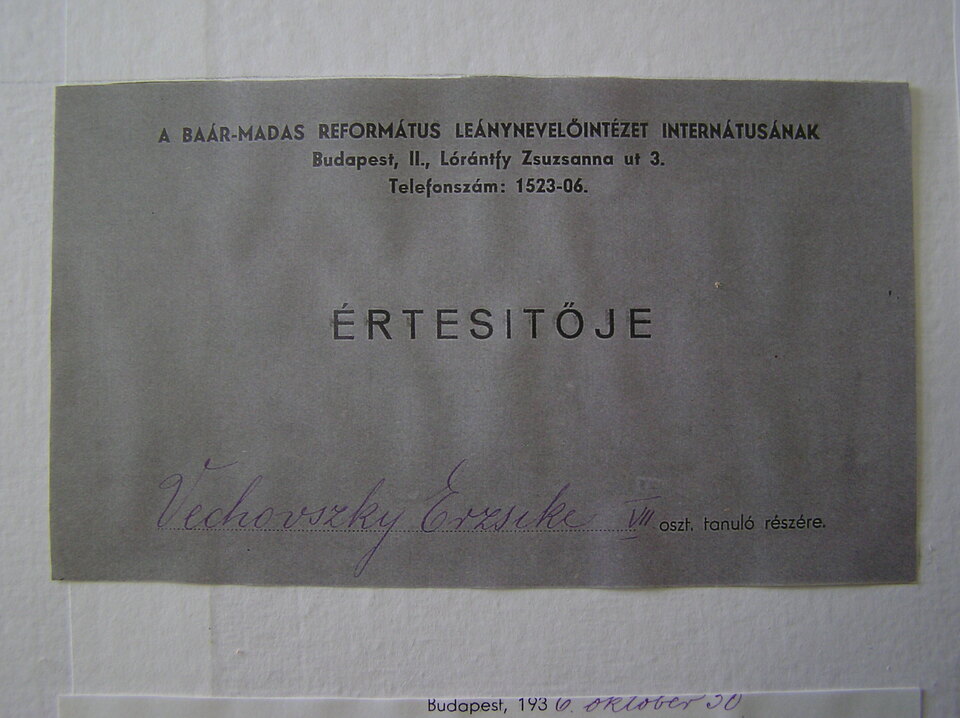 A BAÁR-MADAS REFORMÁTUS LEÁNYNEVELŐINTÉZET INTERNÁTUSÁNAK
Budapest, II., Lórántfy Zsuzsanna ut 3.
Telefonszám: 1523-06.
ÉRTESITŐJE
Vechovszky Erzsike VII oszt. tanuló részére.
Budapest, 1936. október 30